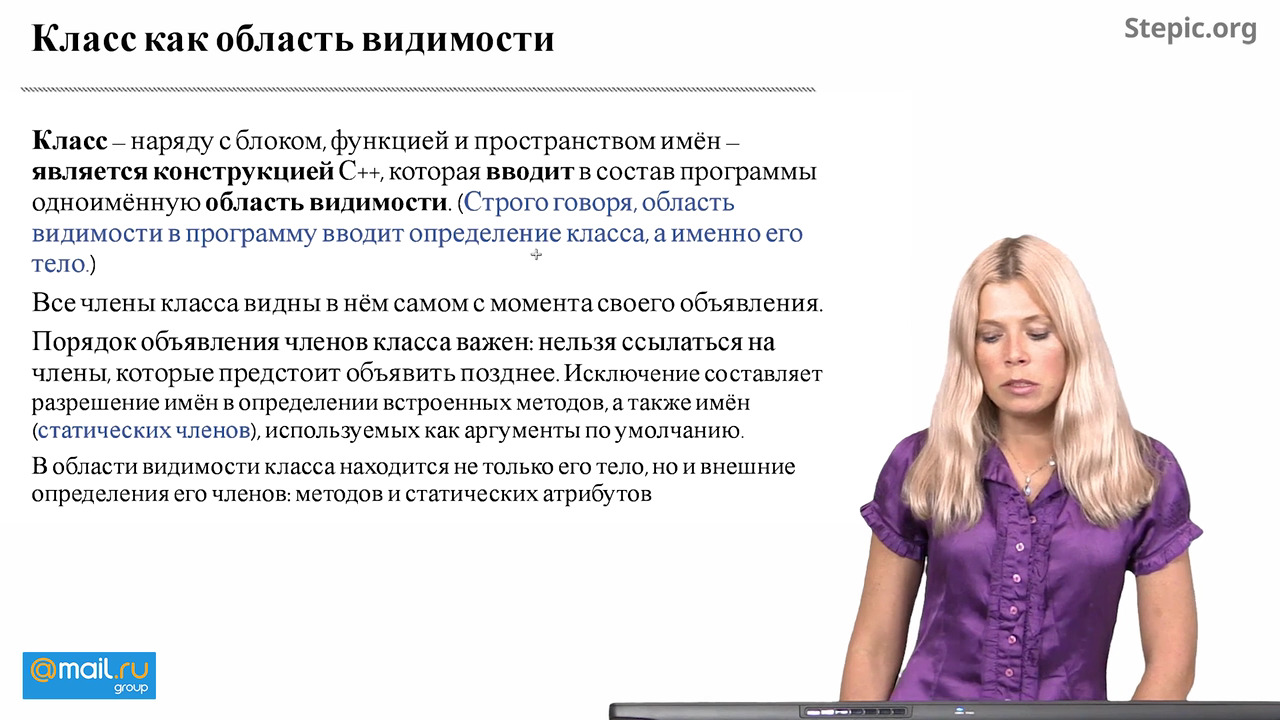 Класс как область видимости
Stepic.org
Класс – наряду с блоком, функцией и пространством имён –
является конструкцией C++, которая вводит в состав программы
одноимённую область видимости. (Строго говоря, область
видимости в программу вводит определение класса, а именно его
тело.)
Все члены класса видны в нём самом с момента своего объявления.
Порядок объявления членов класса важен: нельзя ссылаться на
члены, которые предстоит объявить позднее. Исключение составляет
разрешение имён в определении встроенных методов, а также имён
(статических членов), используемых как аргументы по умолчанию.
В области видимости класса находится не только его тело, но и внешние
определения его членов: методов и статических атрибутов
@mail.ru
group